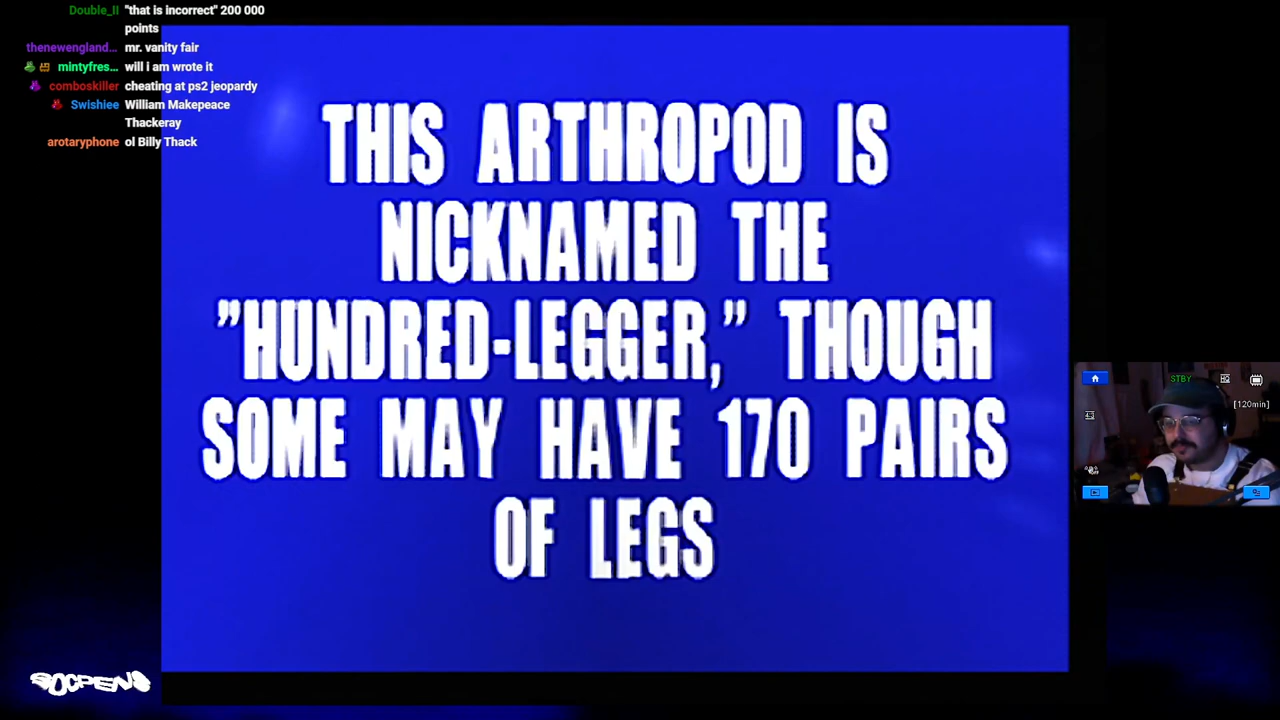 Double_II "that is incorrect" 200 000
points
thenewengland... mr. vanity fair
mintyfres... will i am wrote it
comboskiller cheating at ps2 jeopardy
Swishiee William Makepeace
Thackeray
arotaryphone ol Billy Thack
THIS ARTHROPOD IS
NICKNAMED THE
"HUNDRED-LEGGER," THOUGH
SOME MAY HAVE 170 PAIRS
OF LEGS
STBY
[120min]
SOCPENS